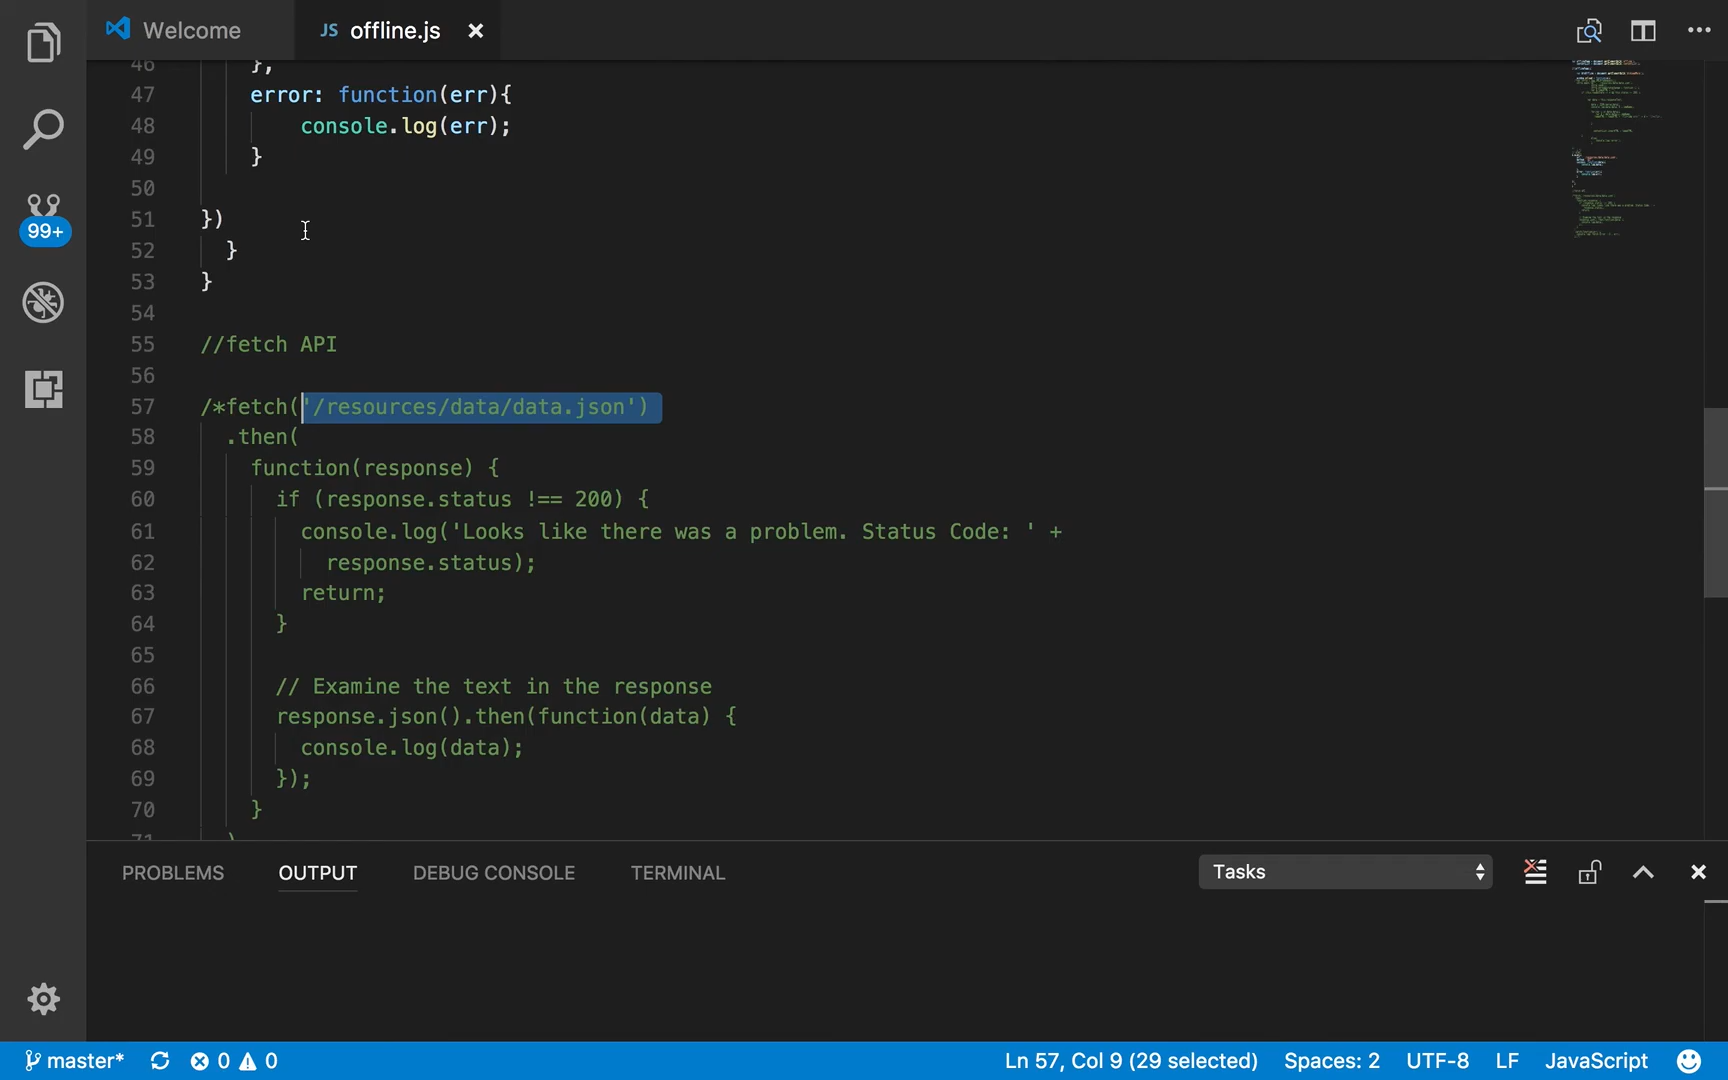 Welcome
JS offline.js
46 },
47 error: function(err){
48 console.log(err);
49 }
50
51 })
52 }
53 }
54
55 //fetch API
56
57 /*fetch('/resources/data/data.json')
58 .then(
59 function(response) {
60 if (response.status !== 200) {
61 console.log('Looks like there was a problem. Status Code: ' +
62 response.status);
63 return;
64 }
65
66 // Examine the text in the response
67 response.json().then(function(data) {
68 console.log(data);
69 });
70 }
71 )
99+
PROBLEMS OUTPUT DEBUG CONSOLE TERMINAL Tasks
master* 0 0 Ln 57, Col 9 (29 selected) Spaces: 2 UTF-8 LF JavaScript